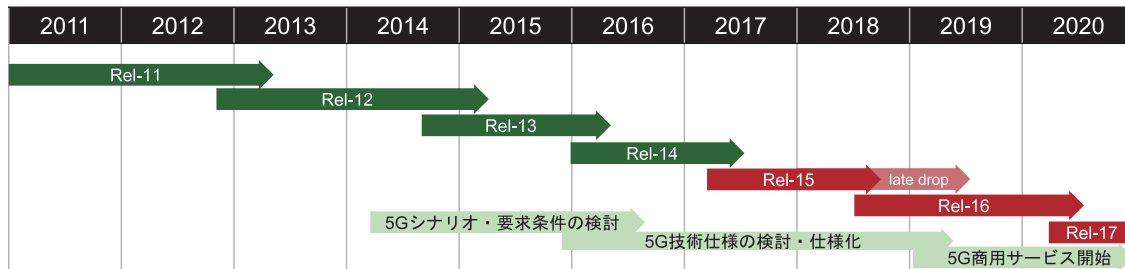 2011 2012 2013 2014 2015 2016 2017 2018 2019 2020
Rel-11
Rel-12
Rel-13
Rel-14
Rel-15 late drop
Rel-16
5Gシナリオ・要求条件の検討
Rel-17
5G技術仕様の検討・仕様化
5G商用サービス開始